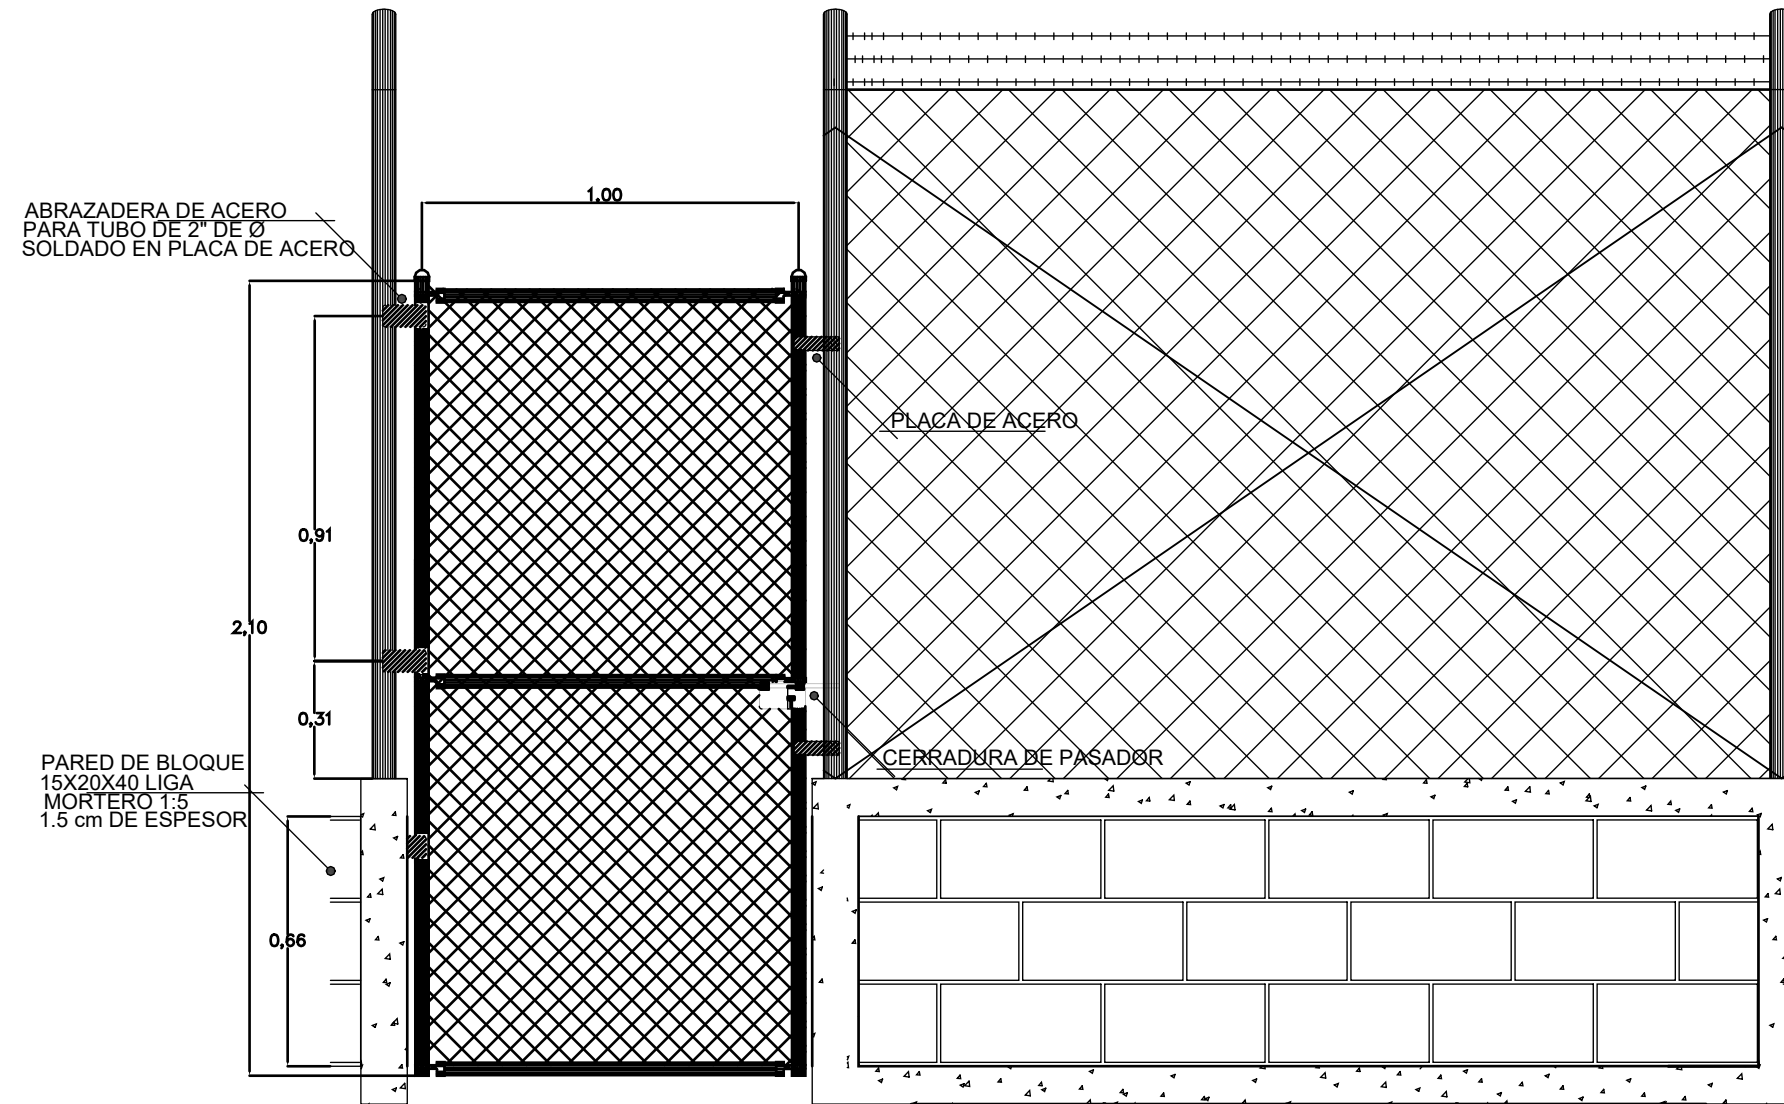 1.00
ABRAZADERA DE ACERO
PARA TUBO DE 2" DE Ø
SOLDADO EN PLACA DE ACERO
PLACA DE ACERO
0,91
2,10
0,31
CERRADURA DE PASADOR
PARED DE BLOQUE
15X20X40 LIGA
MORTERO 1:5
1.5 cm DE ESPESOR
0,66